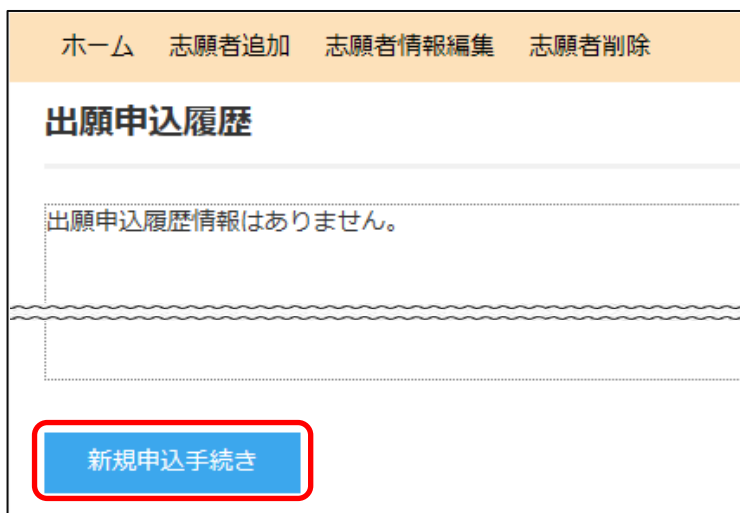 ホーム 志願者追加 志願者情報編集 志願者削除
出願申込履歴
出願申込履歴情報はありません。
新規申込手続き